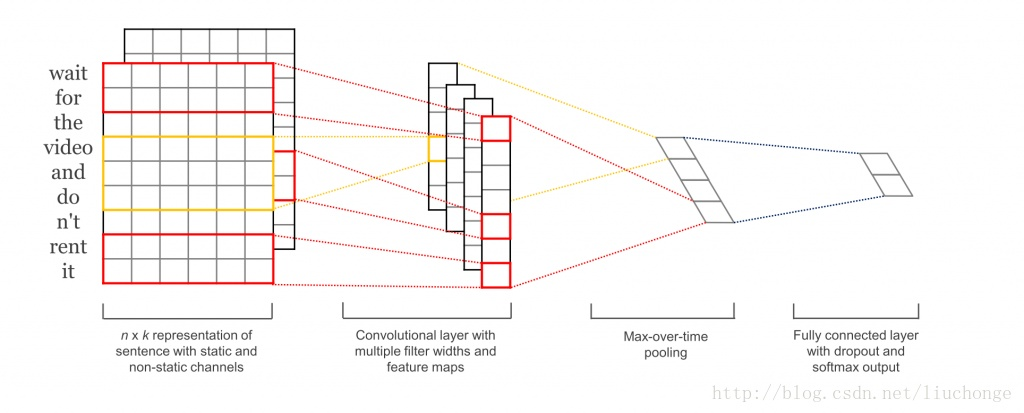 wait
for
the
video
and
do
n't
rent
it
n x k representation of
sentence with static and
non-static channels
Convolutional layer with
multiple filter widths and
feature maps
Max-over-time
pooling
Fully connected layer
with dropout and
softmax output
http://blog.csdn.net/liuchonge